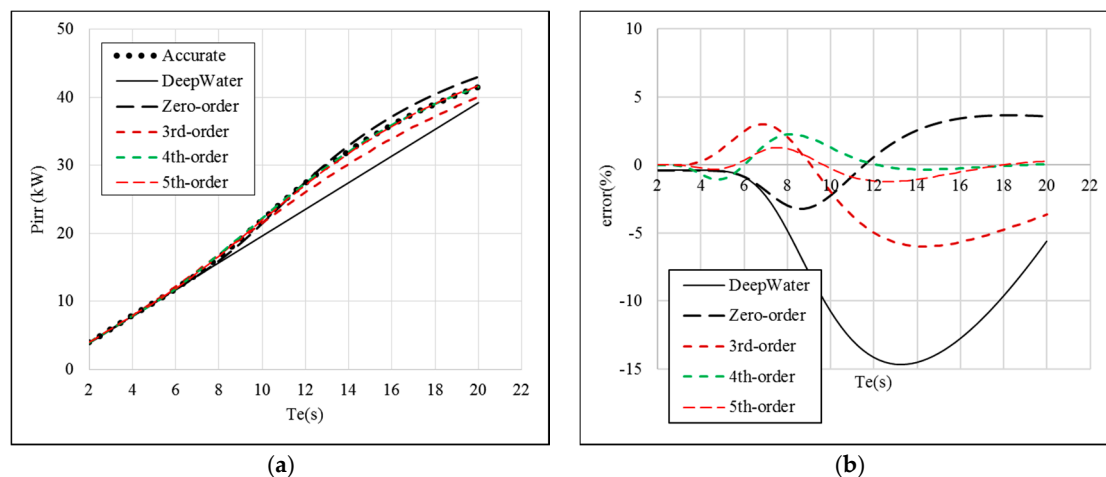 50
40
30
20
10
0
Pirr (kW)
Accurate
DeepWater
Zero-order
3rd-order
4th-order
5th-order
2 4 6 8 10 12 14 16 18 20 22
Te(s)
(a)
10
5
0
-5
-10
-15
error(%)
2 4 6 8 10 12 14 16 18 20 22
DeepWater
Zero-order
3rd-order
4th-order
5th-order
Te(s)
(b)